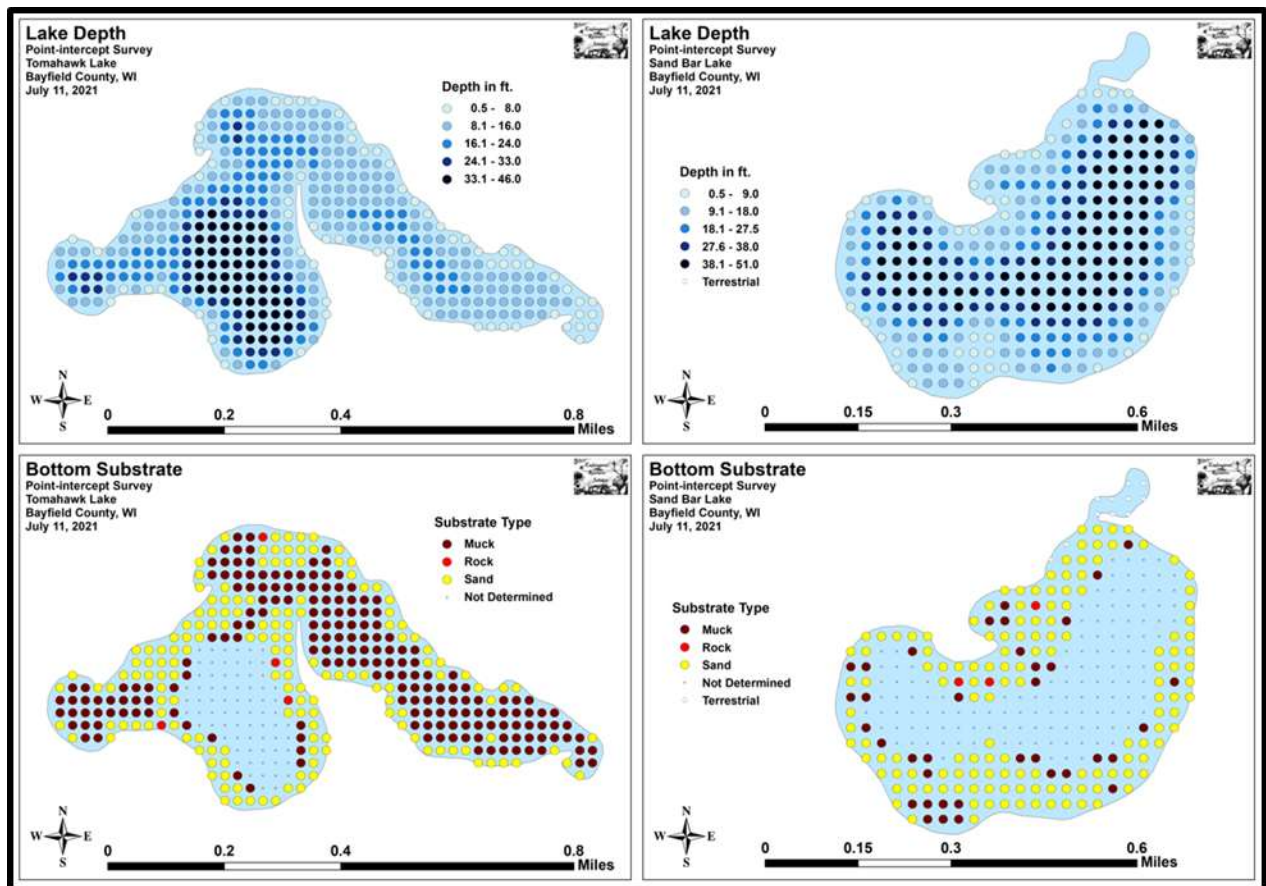 Lake Depth
Point-intercept Survey
Tomahawk Lake
Bayfield County, WI
July 11, 2021
Depth in ft.
0.5 - 8.0
8.1 - 16.0
16.1 - 24.0
24.1 - 33.0
33.1 - 46.0
N
W E
S
0 0.2 0.4 0.8
Miles
Lake Depth
Point-intercept Survey
Sand Bar Lake
Bayfield County, WI
July 11, 2021
Depth in ft.
0.5 - 9.0
9.1 - 18.0
18.1 - 27.5
27.6 - 38.0
38.1 - 51.0
Terrestrial
N
W E
S
0 0.15 0.3 0.6
Miles
Bottom Substrate
Point-intercept Survey
Tomahawk Lake
Bayfield County, WI
July 11, 2021
Substrate Type
Muck
Rock
Sand
Not Determined
N
W E
S
0 0.2 0.4 0.8
Miles
Bottom Substrate
Point-intercept Survey
Sand Bar Lake
Bayfield County, WI
July 11, 2021
Substrate Type
Muck
Rock
Sand
Not Determined
Terrestrial
N
W E
S
0 0.15 0.3 0.6
Miles